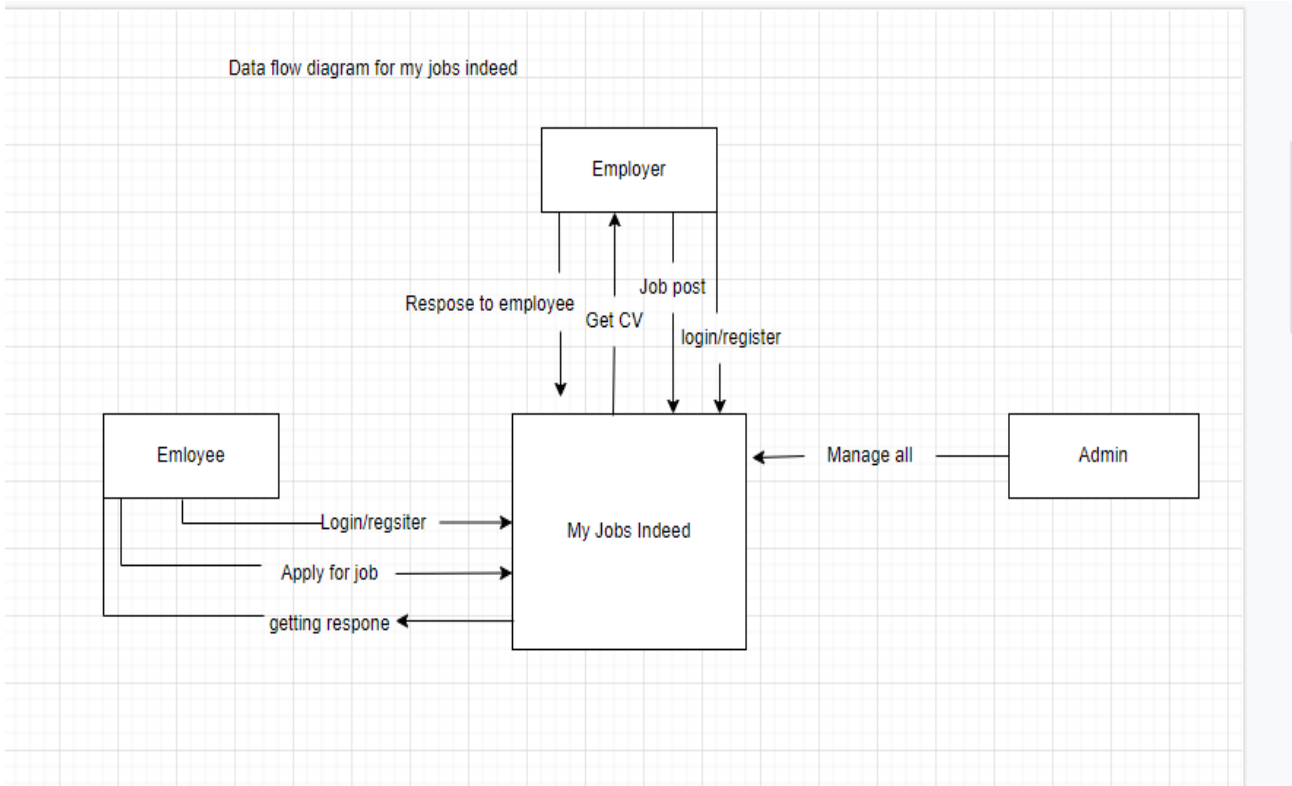 Data flow diagram for my jobs indeed
Employer
Job post
Respose to employee
Get CV
login/register
Emloyee
Manage all
Admin
Login/regsiter
My Jobs Indeed
Apply for job
getting respone